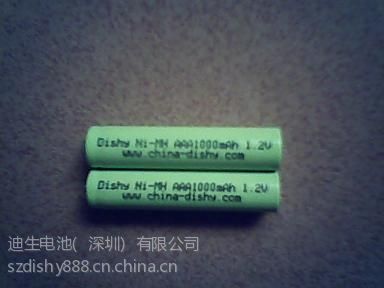 Dishy Ni-MH AAA1000mAh 1.2V
www.china-dishy.com
Dishy Ni-MH AAA1000mAh 1.2V
www.china-dishy.com
迪生电池(深圳)有限公司
szdishy888.cn.china.cn